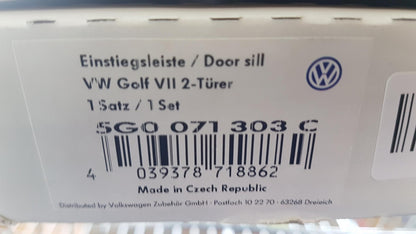 Einstiegsleiste / Door sill
VW Golf VII 2-Türer
1 Satz / 1 Set
5G0 071 303 C
4 039378 718862
Made in Czech Republic
Distributed by Volkswagen Zubehör GmbH · Postfach 10 22 70 · 63268 Dreieich